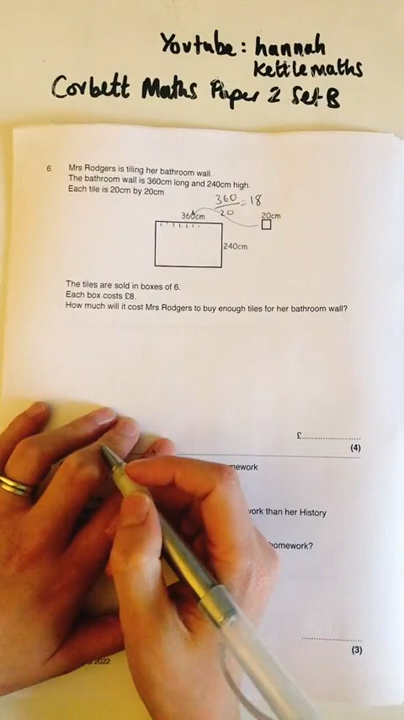 Youtube: hannah
kettlemaths
Corbett Maths Paper 2 Set B
6. Mrs Rodgers is tiling her bathroom wall.
The bathroom wall is 360cm long and 240cm high.
Each tile is 20cm by 20cm
360
20
= 18
360cm
20cm
240cm
The tiles are sold in boxes of 6.
Each box costs £8.
How much will it cost Mrs Rodgers to buy enough tiles for her bathroom wall?
£..........................
(4)
work than her History
homework?
..........................
(3)
2022